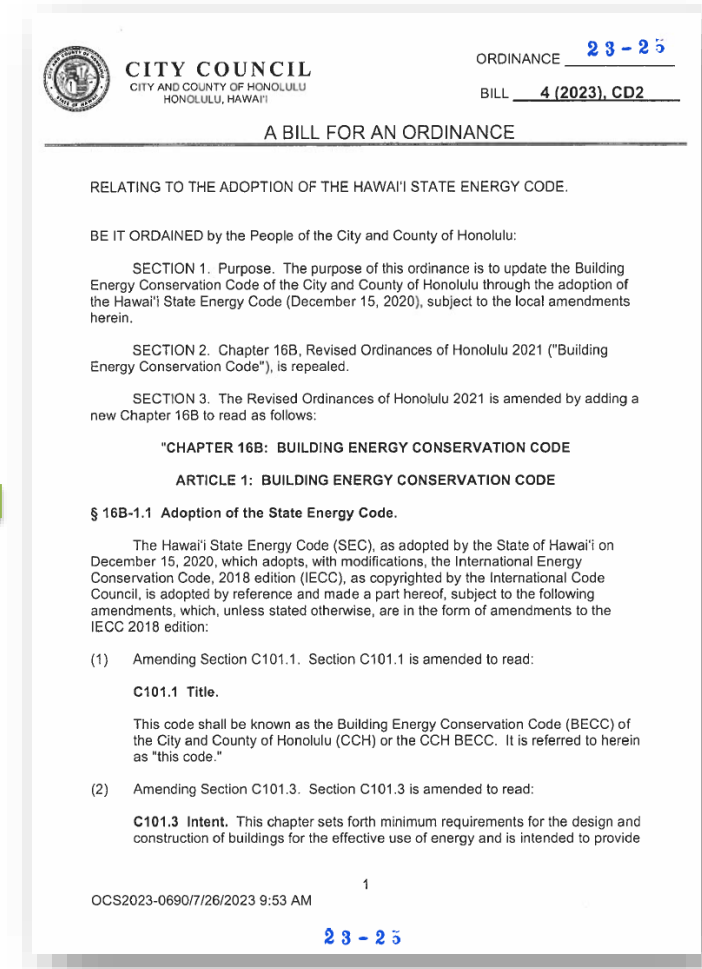 ORDINANCE 23-25
CITY COUNCIL
CITY AND COUNTY OF HONOLULU
HONOLULU, HAWAI'I
BILL 4 (2023), CD2
A BILL FOR AN ORDINANCE
RELATING TO THE ADOPTION OF THE HAWAI'I STATE ENERGY CODE.
BE IT ORDAINED by the People of the City and County of Honolulu:
SECTION 1. Purpose. The purpose of this ordinance is to update the Building
Energy Conservation Code of the City and County of Honolulu through the adoption of
the Hawai'i State Energy Code (December 15, 2020), subject to the local amendments
herein.
SECTION 2. Chapter 16B, Revised Ordinances of Honolulu 2021 ("Building
Energy Conservation Code"), is repealed.
SECTION 3. The Revised Ordinances of Honolulu 2021 is amended by adding a
new Chapter 16B to read as follows:
"CHAPTER 16B: BUILDING ENERGY CONSERVATION CODE
ARTICLE 1: BUILDING ENERGY CONSERVATION CODE
§ 16B-1.1 Adoption of the State Energy Code.
The Hawai'i State Energy Code (SEC), as adopted by the State of Hawai'i on
December 15, 2020, which adopts, with modifications, the International Energy
Conservation Code, 2018 edition (IECC), as copyrighted by the International Code
Council, is adopted by reference and made a part hereof, subject to the following
amendments, which, unless stated otherwise, are in the form of amendments to the
IECC 2018 edition:
(1) Amending Section C101.1. Section C101.1 is amended to read:
C101.1 Title.
This code shall be known as the Building Energy Conservation Code (BECC) of
the City and County of Honolulu (CCH) or the CCH BECC. It is referred to herein
as "this code."
(2) Amending Section C101.3. Section C101.3 is amended to read:
C101.3 Intent. This chapter sets forth minimum requirements for the design and
construction of buildings for the effective use of energy and is intended to provide
1
OCS2023-0690/7/26/2023 9:53 AM
23-25